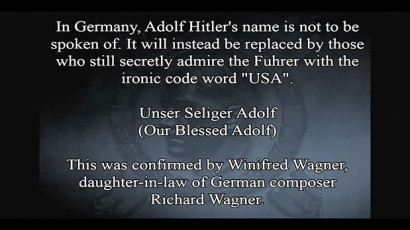 In Germany, Adolf Hitler's name is not to be
spoken of. It will instead be replaced by those
who still secretly admire the Fuhrer with the
ironic code word "USA".
Unser Seliger Adolf
(Our Blessed Adolf)
This was confirmed by Winifred Wagner,
daughter-in-law of German composer
Richard Wagner.